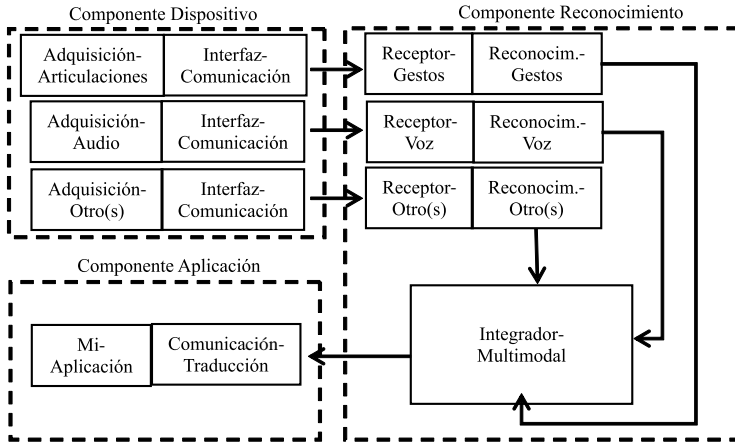 Componente Dispositivo
Adquisición-
Articulaciones
Interfaz-
Comunicación
Adquisición-
Audio
Interfaz-
Comunicación
Adquisición-
Otro(s)
Interfaz-
Comunicación
Componente Reconocimiento
Receptor-
Gestos
Reconocim.-
Gestos
Receptor-
Voz
Reconocim.-
Voz
Receptor-
Otro(s)
Reconocim.-
Otro(s)
Integrador-
Multimodal
Componente Aplicación
Mi-
Aplicación
Comunicación-
Traducción